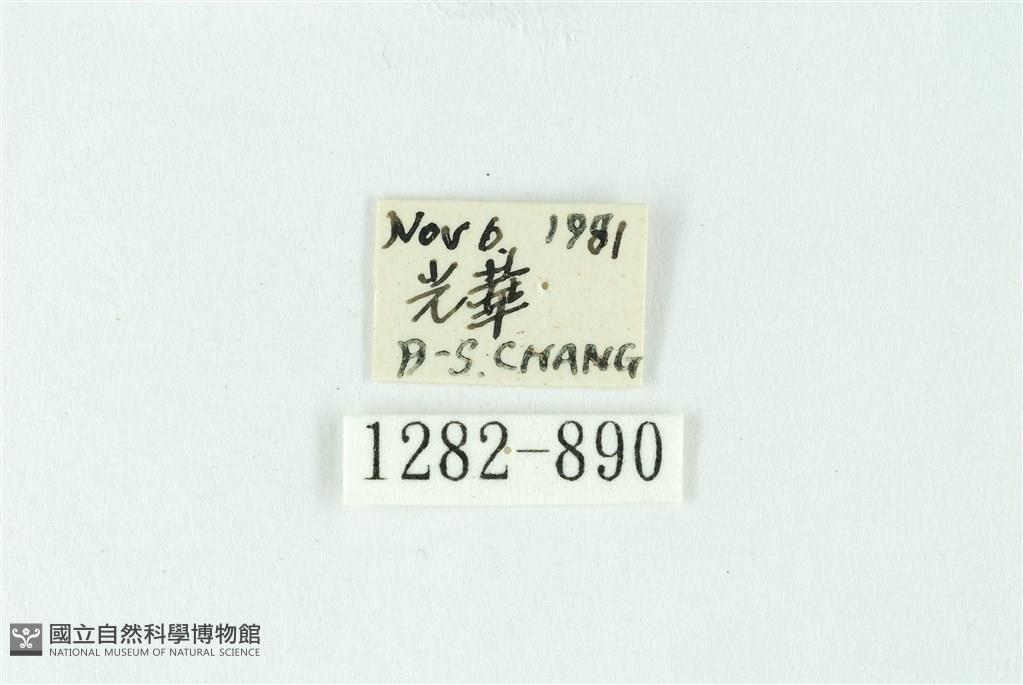 Nov 6. 1981
光華
B-S. CHANG
1282-890
國立自然科學博物館
NATIONAL MUSEUM OF NATURAL SCIENCE